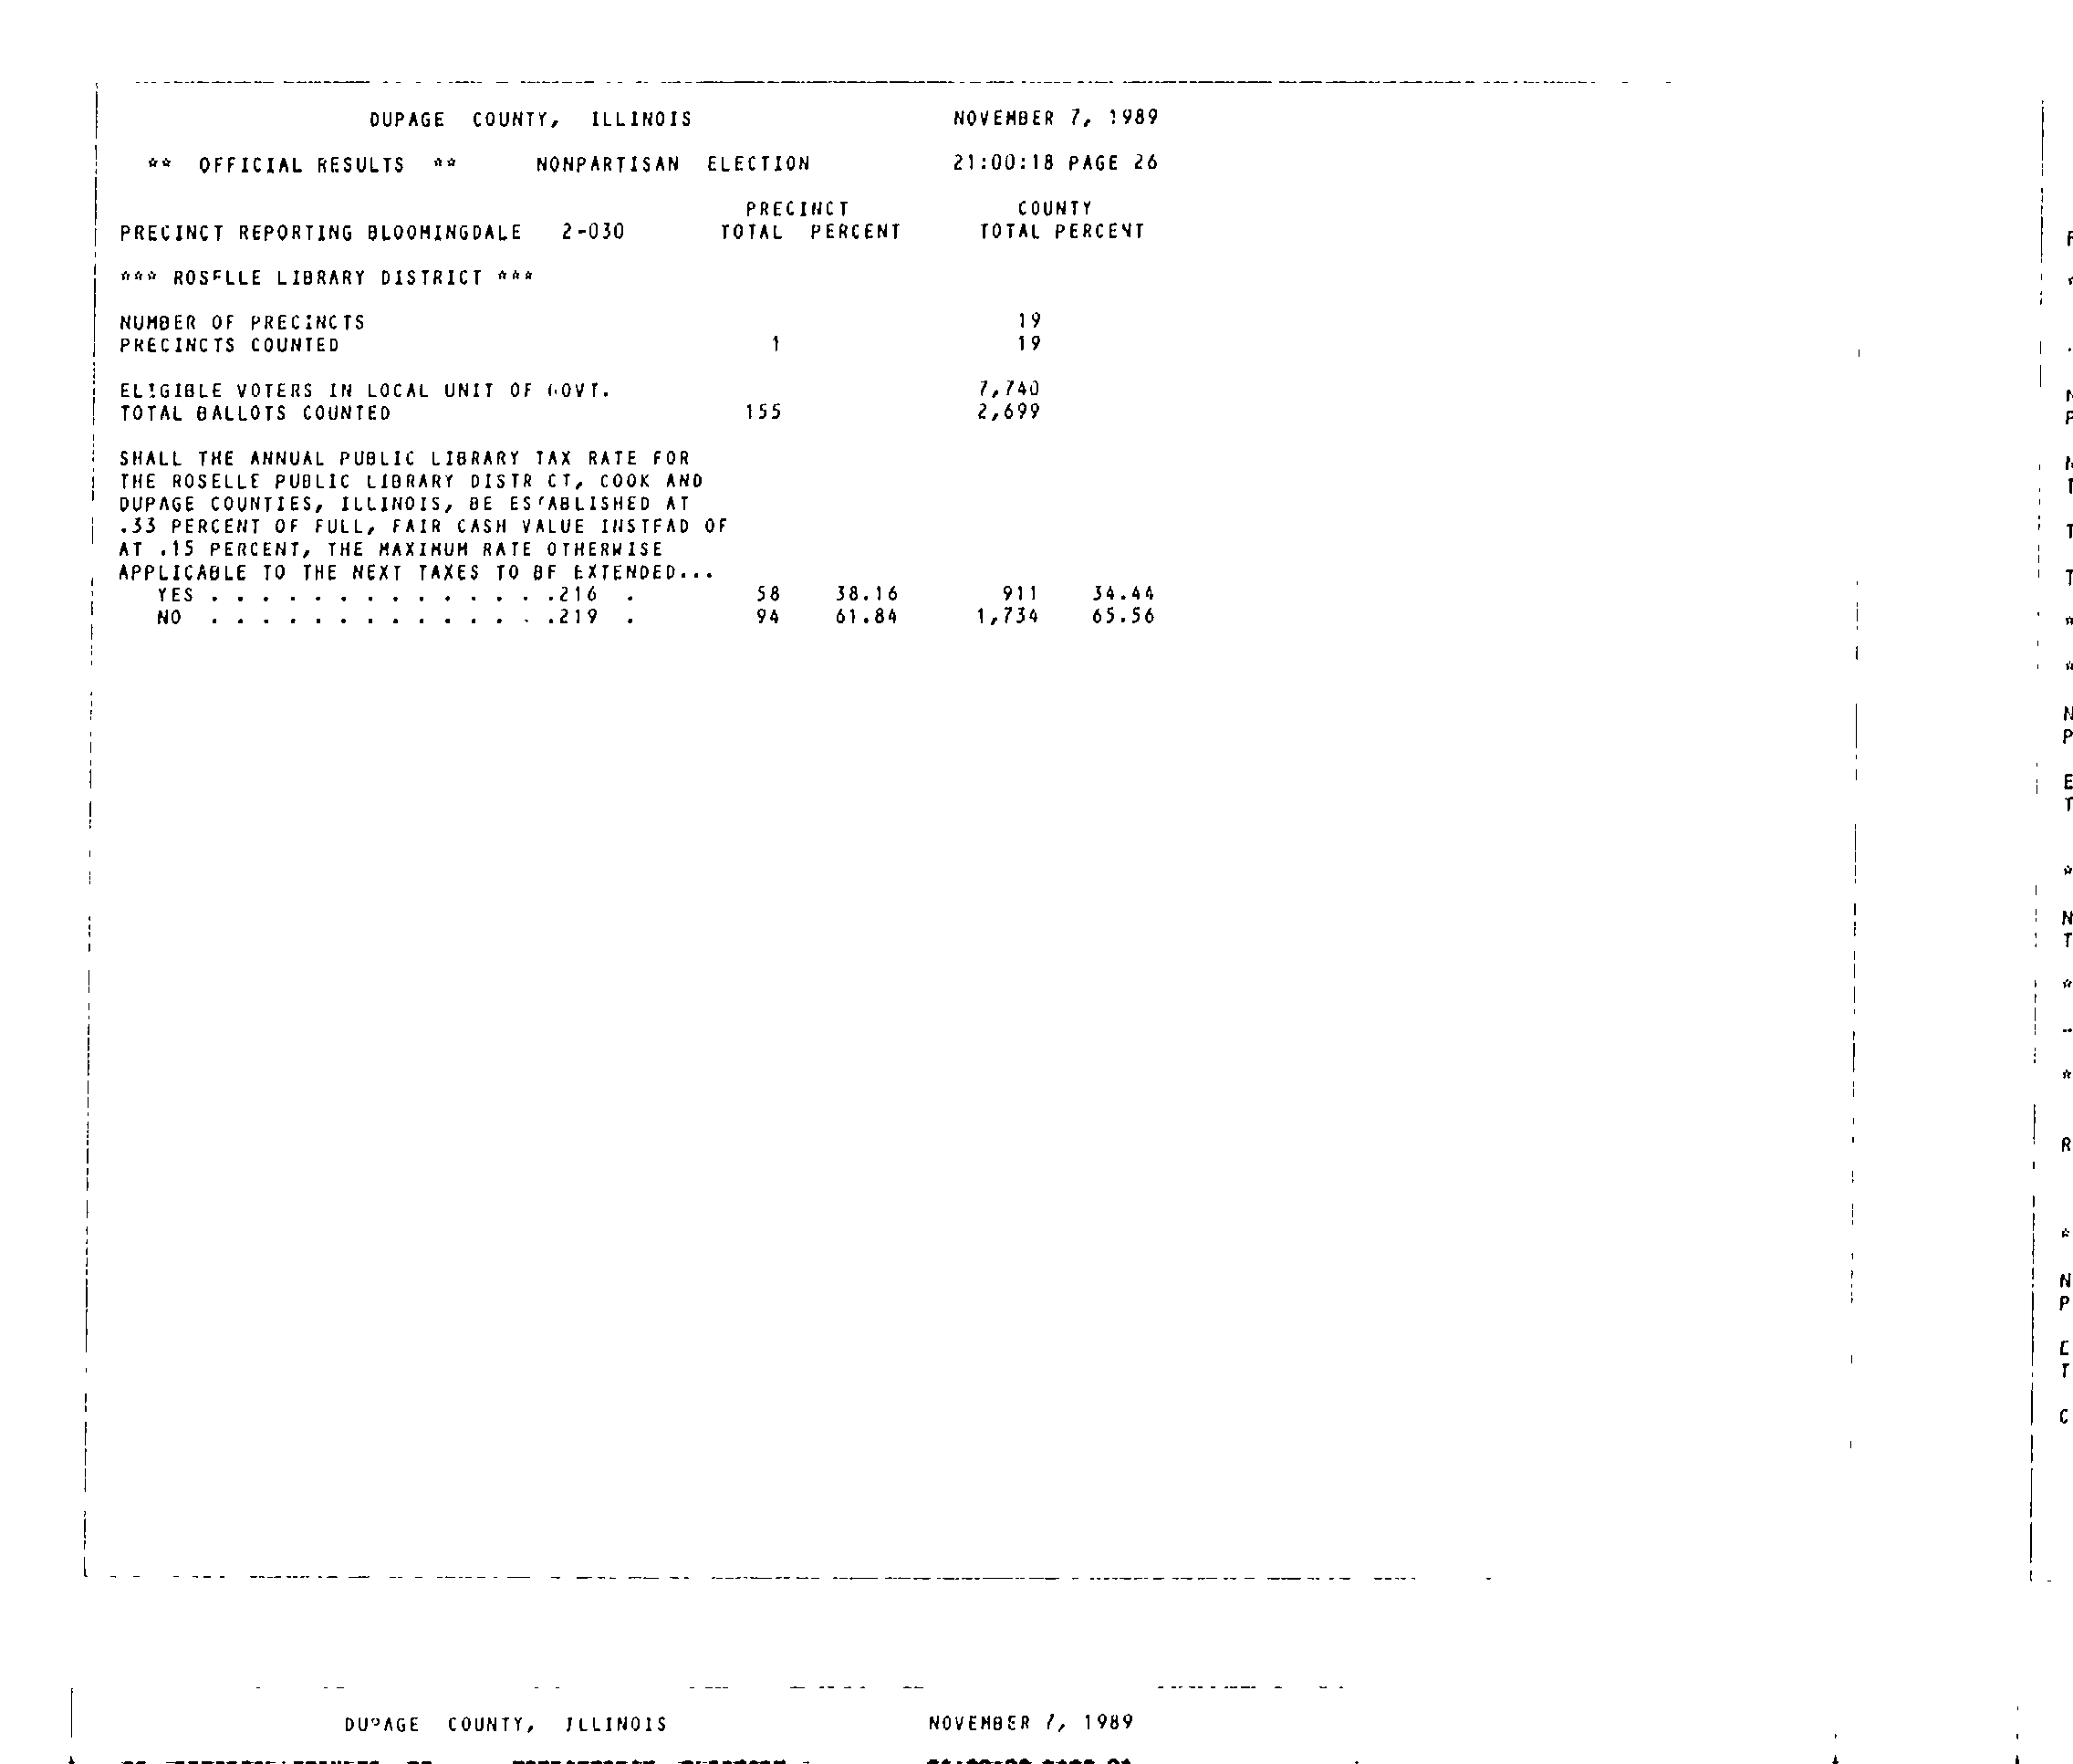 DUPAGE COUNTY, ILLINOIS NOVEMBER 7, 1989
** OFFICIAL RESULTS ** NONPARTISAN ELECTION 21:00:18 PAGE 26
PRECINCT COUNTY
PRECINCT REPORTING BLOOMINGDALE 2-030 TOTAL PERCENT TOTAL PERCENT
*** ROSELLE LIBRARY DISTRICT ***
NUMBER OF PRECINCTS 19
PRECINCTS COUNTED 1 19
ELIGIBLE VOTERS IN LOCAL UNIT OF GOVT. 7,740
TOTAL BALLOTS COUNTED 155 2,699
SHALL THE ANNUAL PUBLIC LIBRARY TAX RATE FOR
THE ROSELLE PUBLIC LIBRARY DISTR CT, COOK AND
DUPAGE COUNTIES, ILLINOIS, BE ESTABLISHED AT
.33 PERCENT OF FULL, FAIR CASH VALUE INSTEAD OF
AT .15 PERCENT, THE MAXIMUM RATE OTHERWISE
APPLICABLE TO THE NEXT TAXES TO BE EXTENDED...
YES . . . . . . . . . . . . . .216 . 58 38.16 911 34.44
NO . . . . . . . . . . . . . .219 . 94 61.84 1,734 65.56
DUPAGE COUNTY, ILLINOIS NOVEMBER 7, 1989